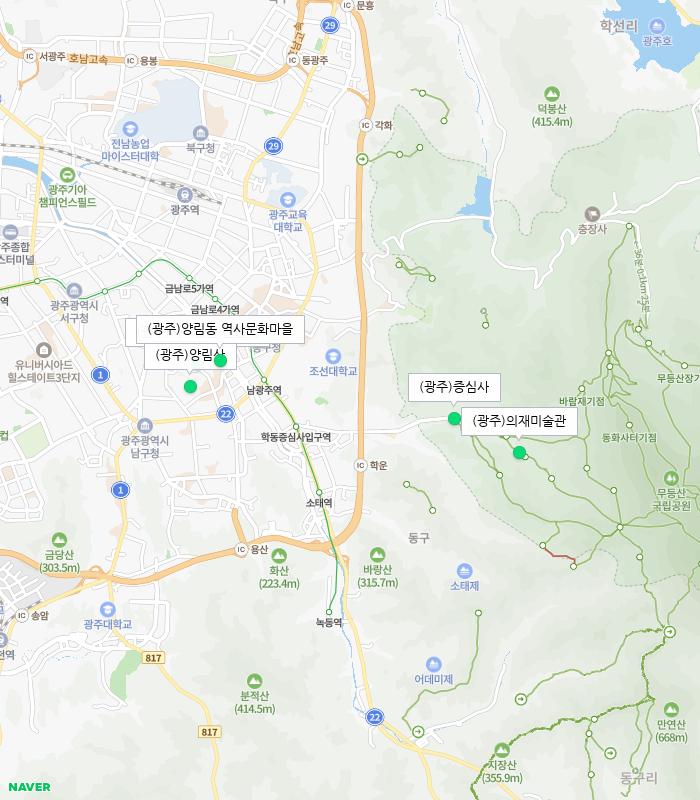 문흥
29
학선리
광주호
서광주
호남고속
용봉
동광주
덕봉산
(415.4m)
각화
전남농업
마이스터대학
북구청
29
광주기아
챔피언스필드
광주역
광주교육
대학교
충장사
금남로5가역
광주광역시
서구청
금남로4가역
(광주)양림동 역사문화마을
(광주)양림산
유니버시아드
힐스테이트3단지
1
조선대학교
무등산장기
남광주역
(광주)증심사
바람재기점
22
(광주)의재미술관
광주광역시
남구청
학동증심사입구역
동화사터기점
학운
1
소태역
무등산
국립공원
동구
금당산
(303.5m)
용산
화산
(223.4m)
바랑산
(315.7m)
소태제
송암
광주대학교
녹동역
817
어데미제
분적산
(414.5m)
22
만연산
(668m)
817
지장산
(355.9m)
동구리
NAVER